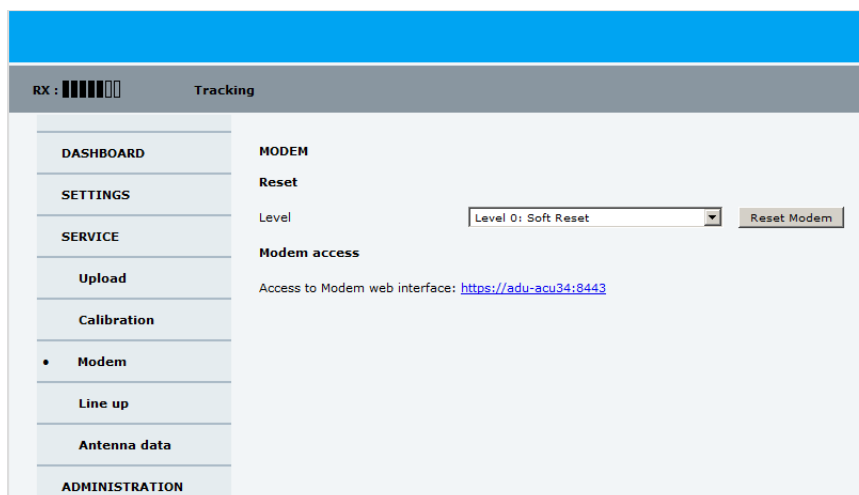 RX : Tracking
DASHBOARD
SETTINGS
SERVICE
Upload
Calibration
• Modem
Line up
Antenna data
ADMINISTRATION
MODEM
Reset
Level Level 0: Soft Reset Reset Modem
Modem access
Access to Modem web interface: https://adu-acu34:8443